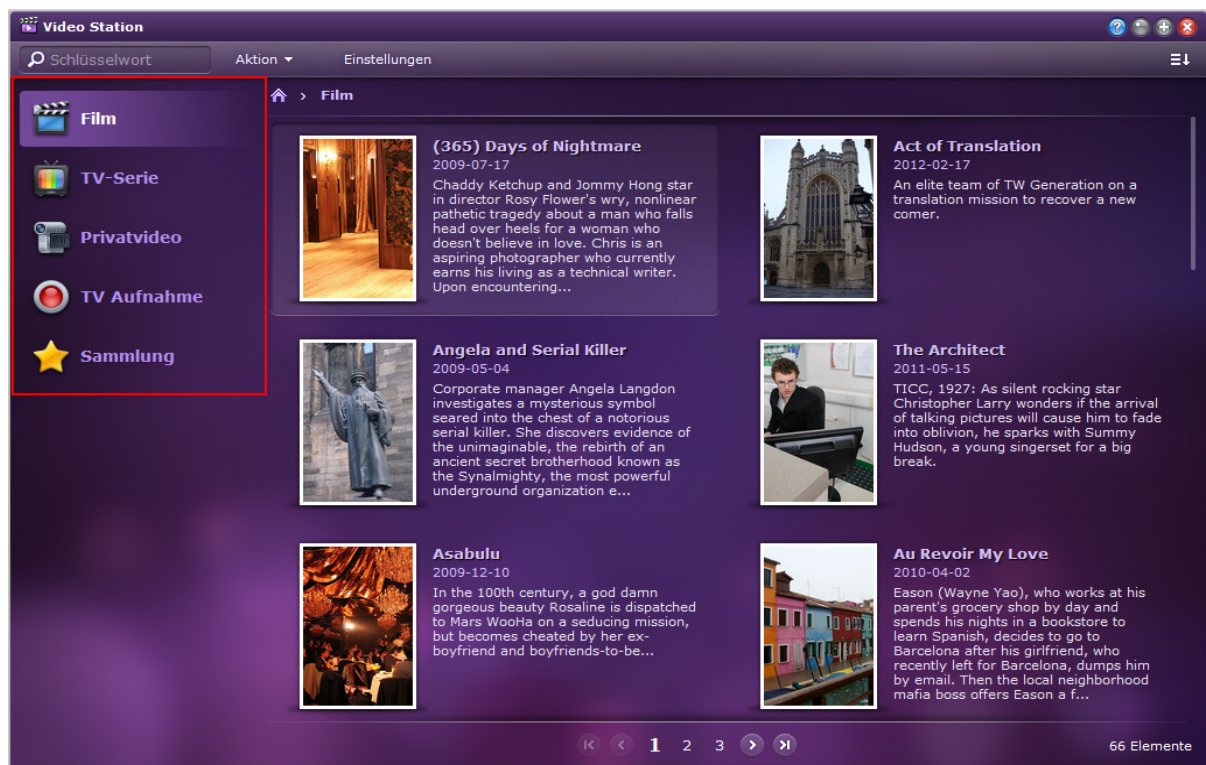 Video Station
Schlüsselwort
Aktion
Einstellungen
Film
TV-Serie
Privatvideo
TV Aufnahme
Sammlung
› Film
(365) Days of Nightmare
2009-07-17
Chaddy Ketchup and Jommy Hong star
in director Rosy Flower's wry, nonlinear
pathetic tragedy about a man who falls
head over heels for a woman who
doesn't believe in love. Chris is an
aspiring photographer who currently
earns his living as a technical writer.
Upon encountering...
Act of Translation
2012-02-17
An elite team of TW Generation on a
translation mission to recover a new
comer.
Angela and Serial Killer
2009-05-04
Corporate manager Angela Langdon
investigates a mysterious symbol
seared into the chest of a notorious
serial killer. She discovers evidence of
the unimaginable, the rebirth of an
ancient secret brotherhood known as
the Synalmighty, the most powerful
underground organization e...
The Architect
2011-05-15
TICC, 1927: As silent rocking star
Christopher Larry wonders if the arrival
of talking pictures will cause him to fade
into oblivion, he sparks with Summy
Hudson, a young singerset for a big
break.
Asabulu
2009-12-10
In the 100th century, a god damn
gorgeous beauty Rosaline is dispatched
to Mars WooHa on a seducing mission,
but becomes cheated by her ex-
boyfriend and boyfriends-to-be...
Au Revoir My Love
2010-04-02
Eason (Wayne Yao), who works at his
parent's grocery shop by day and
spends his nights in a bookstore to
learn Spanish, decides to go to
Barcelona after his girlfriend, who
recently left for Barcelona, dumps him
by email. Then the local neighborhood
mafia boss offers Eason a f...
1 2 3
66 Elemente